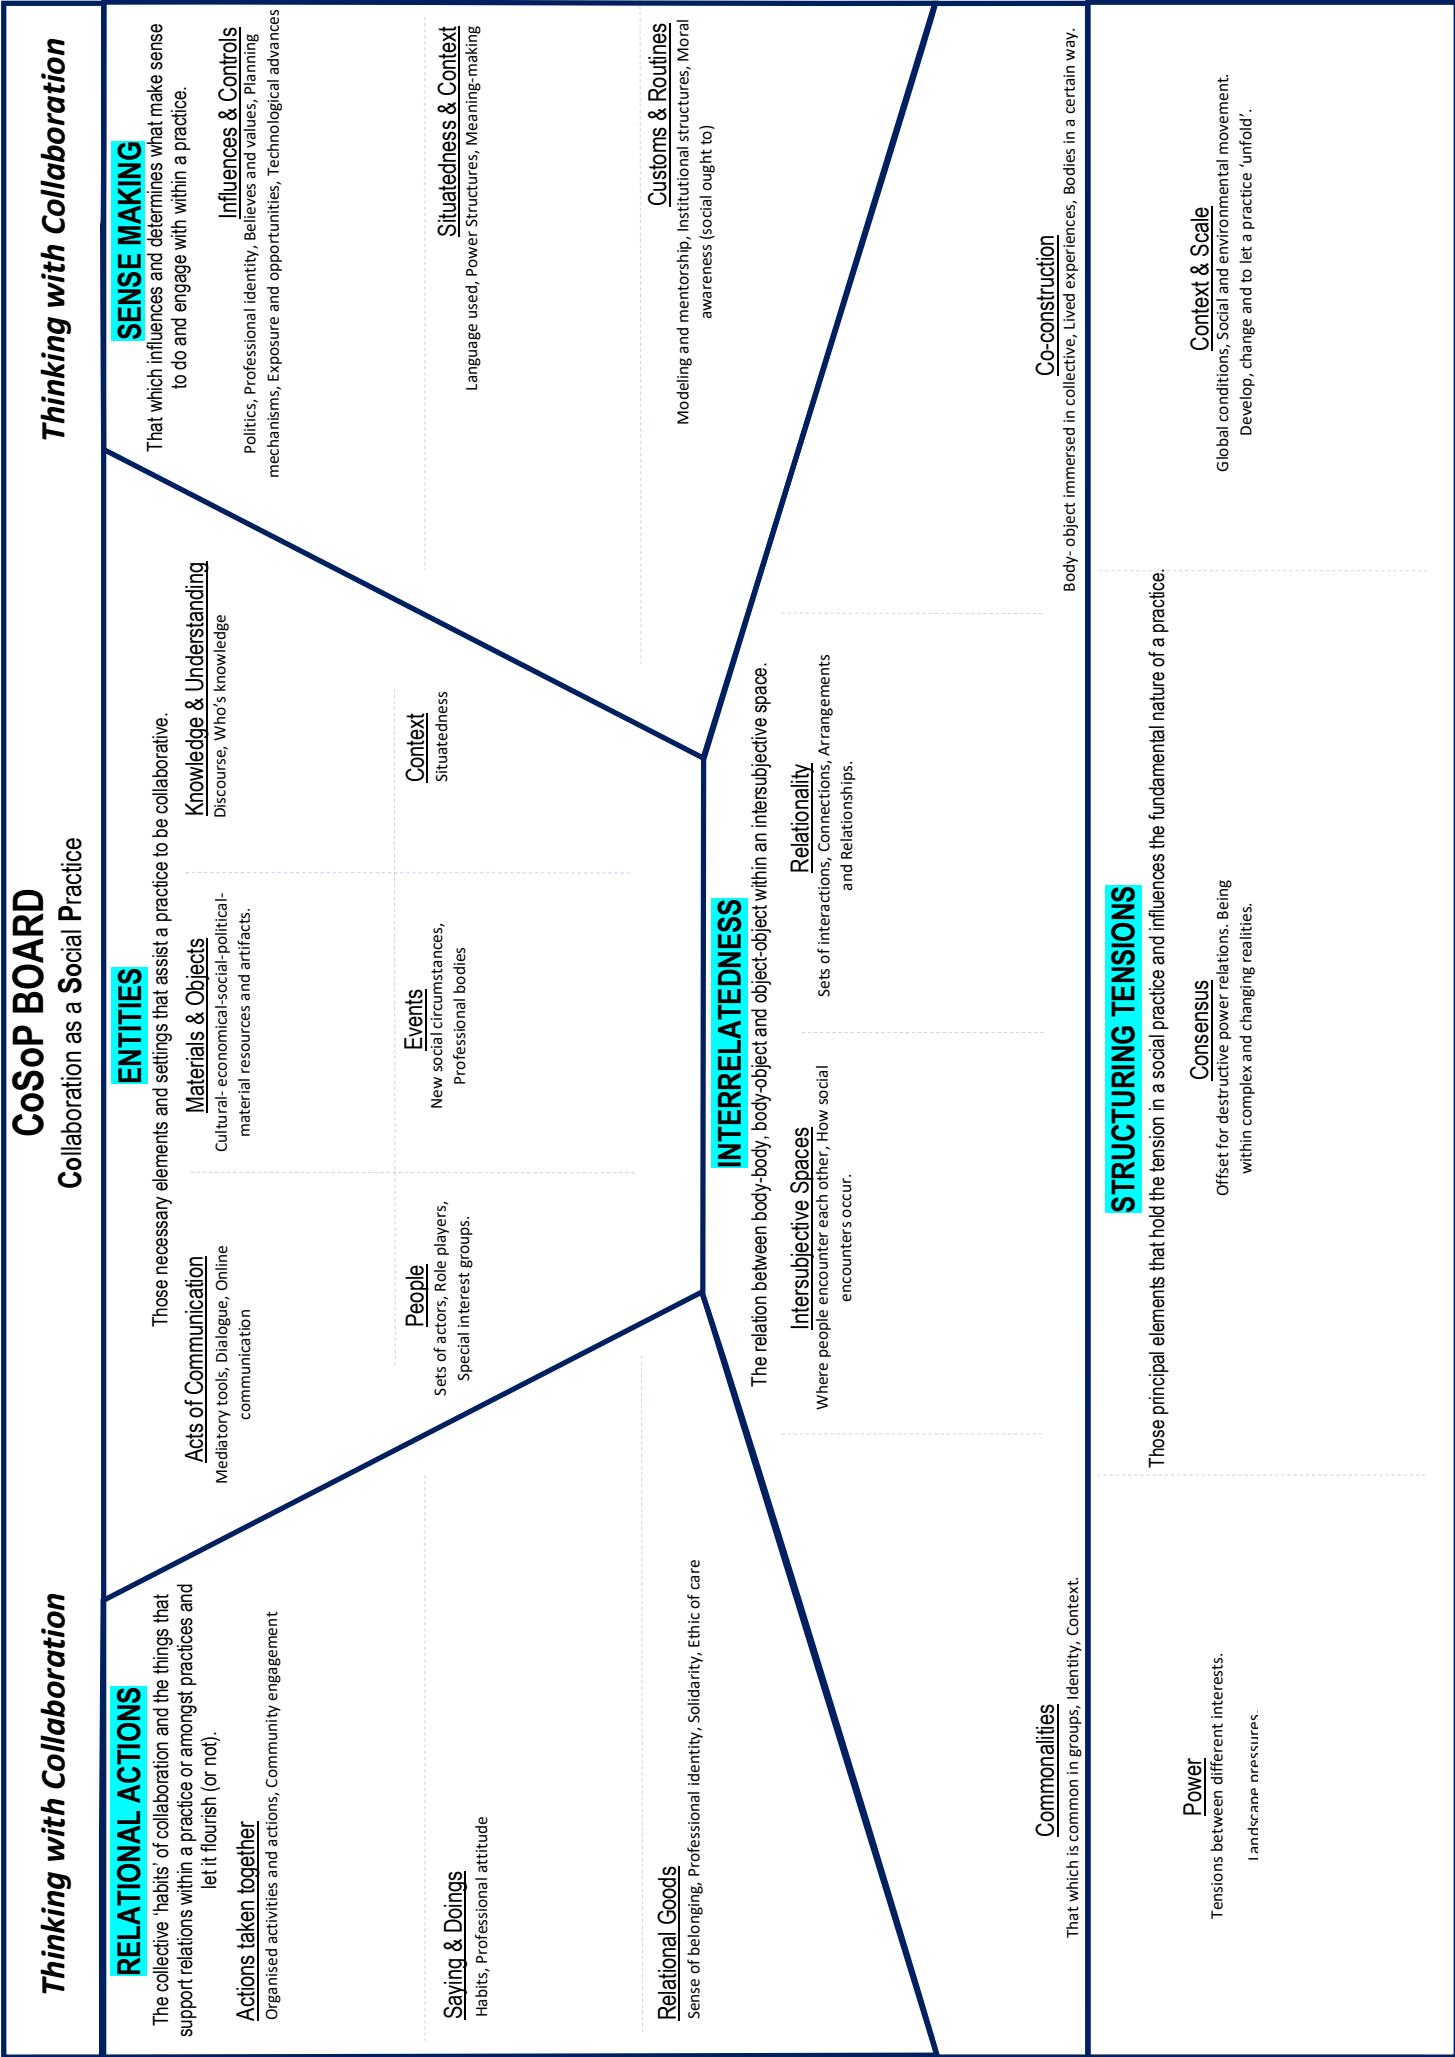 Thinking with Collaboration
CoSoP BOARD
Collaboration as a Social Practice
Thinking with Collaboration
RELATIONAL ACTIONS
The collective 'habits' of collaboration and the things that
support relations within a practice or amongst practices and
let it flourish (or not).
Actions taken together
Organised activities and actions, Community engagement
Saying & Doings
Habits, Professional attitude
Relational Goods
Sense of belonging, Professional identity, Solidarity, Ethic of care
ENTITIES
Those necessary elements and settings that assist a practice to be collaborative.
Acts of Communication
Mediatory tools, Dialogue, Online
communication
Materials & Objects
Cultural- economical-social-political-
material resources and artifacts.
Knowledge & Understanding
Discourse, Who's knowledge
People
Sets of actors, Role players,
Special interest groups.
Events
New social circumstances,
Professional bodies
Context
Situatedness
SENSE MAKING
That which influences and determines what make sense
to do and engage with within a practice.
Influences & Controls
Politics, Professional identity, Believes and values, Planning
mechanisms, Exposure and opportunities, Technological advances
Situatedness & Context
Language used, Power Structures, Meaning-making
Customs & Routines
Modeling and mentorship, Institutional structures, Moral
awareness (social ought to)
INTERRELATEDNESS
The relation between body-body, body-object and object-object within an intersubjective space.
Commonalities
That which is common in groups, Identity, Context.
Intersubjective Spaces
Where people encounter each other, How social
encounters occur.
Relationality
Sets of interactions, Connections, Arrangements
and Relationships.
Co-construction
Body- object immersed in collective, Lived experiences, Bodies in a certain way.
STRUCTURING TENSIONS
Those principal elements that hold the tension in a social practice and influences the fundamental nature of a practice.
Power
Tensions between different interests.
Landscape pressures.
Consensus
Offset for destructive power relations. Being
within complex and changing realities.
Context & Scale
Global conditions, Social and environmental movement.
Develop, change and to let a practice 'unfold'.